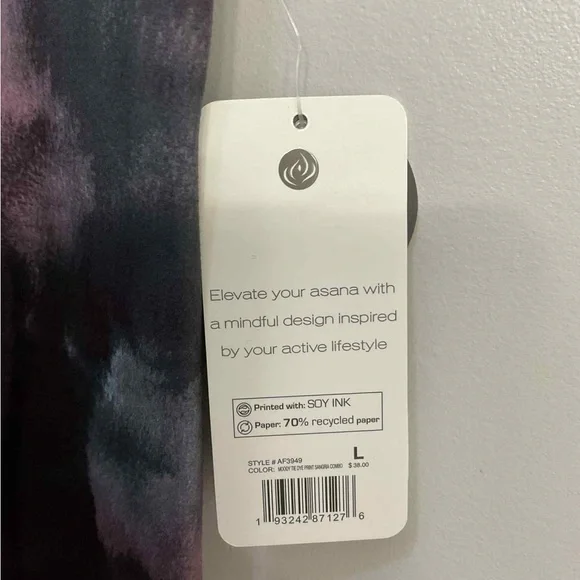 Elevate your asana with
a mindful design inspired
by your active lifestyle
Printed with: SOY INK
Paper: 70% recycled paper
STYLE # AF3949 L
COLOR: MOODY TIE DYE PRINT SANGRIA COMBO $ 38.00
1 93242 87127 6